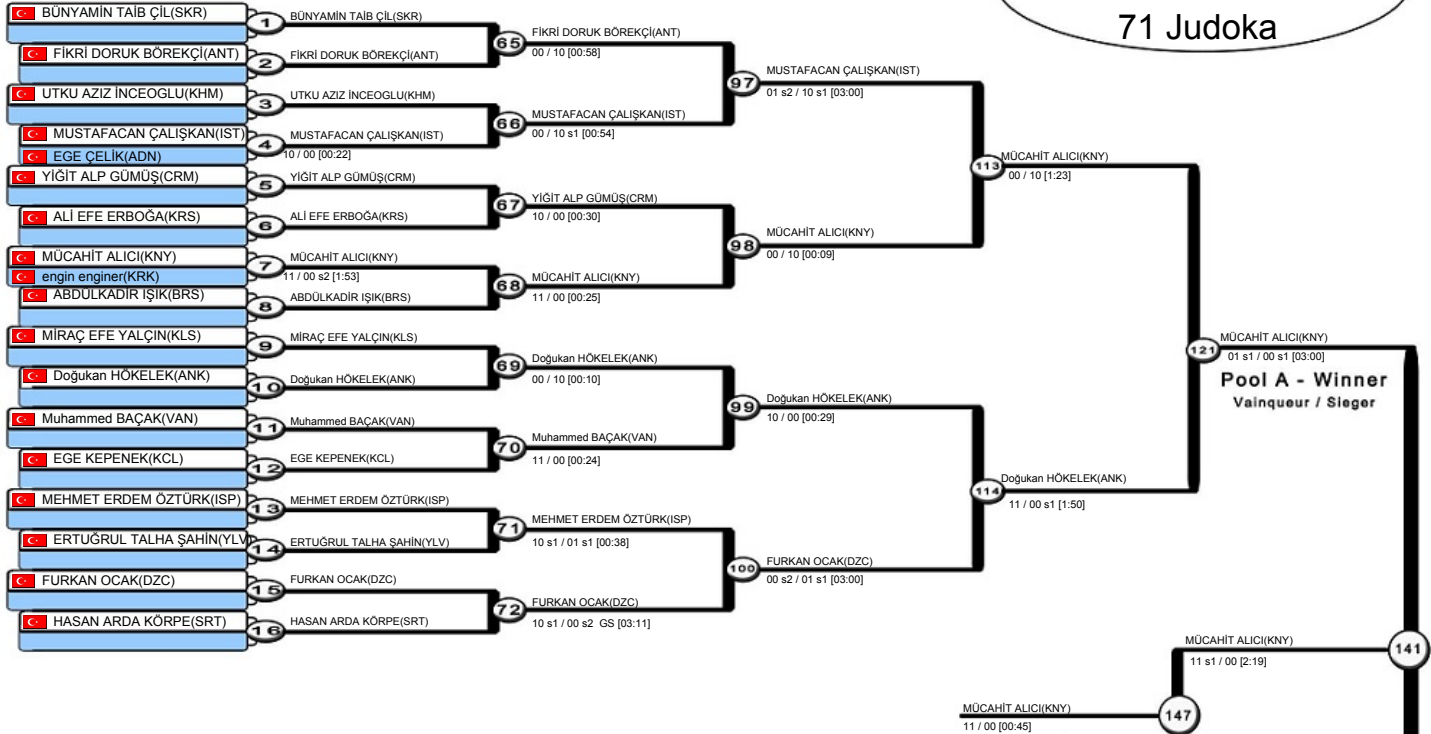 71 Judoka
BÜNYAMİN TAİB ÇİL(SKR)
FİKRİ DORUK BÖREKÇİ(ANT)
UTKU AZIZ İNCEOGLU(KHM)
MUSTAFACAN ÇALIŞKAN(IST)
EGE ÇELİK(ADN)
YİĞİT ALP GÜMÜŞ(CRM)
ALİ EFE ERBOĞA(KRS)
MÜCAHİT ALICI(KNY)
engin enginer(KRK)
ABDÜLKADİR IŞIK(BRS)
MİRAÇ EFE YALÇIN(KLS)
Doğukan HÖKELEK(ANK)
Muhammed BAÇAK(VAN)
EGE KEPENEK(KCL)
MEHMET ERDEM ÖZTÜRK(ISP)
ERTUĞRUL TALHA ŞAHİN(YLV)
FURKAN OCAK(DZC)
HASAN ARDA KÖRPE(SRT)
1 BÜNYAMİN TAİB ÇİL(SKR)
2 FİKRİ DORUK BÖREKÇİ(ANT)
3 UTKU AZIZ İNCEOGLU(KHM)
4 MUSTAFACAN ÇALIŞKAN(IST)
10 / 00 [00:22]
5 YİĞİT ALP GÜMÜŞ(CRM)
6 ALİ EFE ERBOĞA(KRS)
7 MÜCAHİT ALICI(KNY)
11 / 00 s2 [1:53]
8 ABDÜLKADİR IŞIK(BRS)
9 MİRAÇ EFE YALÇIN(KLS)
10 Doğukan HÖKELEK(ANK)
11 Muhammed BAÇAK(VAN)
12 EGE KEPENEK(KCL)
13 MEHMET ERDEM ÖZTÜRK(ISP)
14 ERTUĞRUL TALHA ŞAHİN(YLV)
15 FURKAN OCAK(DZC)
16 HASAN ARDA KÖRPE(SRT)
65 FİKRİ DORUK BÖREKÇİ(ANT)
00 / 10 [00:58]
66 MUSTAFACAN ÇALIŞKAN(IST)
00 / 10 s1 [00:54]
67 YİĞİT ALP GÜMÜŞ(CRM)
10 / 00 [00:30]
68 MÜCAHİT ALICI(KNY)
11 / 00 [00:25]
69 Doğukan HÖKELEK(ANK)
00 / 10 [00:10]
70 Muhammed BAÇAK(VAN)
11 / 00 [00:24]
71 MEHMET ERDEM ÖZTÜRK(ISP)
10 s1 / 01 s1 [00:38]
72 FURKAN OCAK(DZC)
10 s1 / 00 s2 GS [03:11]
97 MUSTAFACAN ÇALIŞKAN(IST)
01 s2 / 10 s1 [03:00]
98 MÜCAHİT ALICI(KNY)
00 / 10 [00:09]
99 Doğukan HÖKELEK(ANK)
10 / 00 [00:29]
100 FURKAN OCAK(DZC)
00 s2 / 01 s1 [03:00]
113 MÜCAHİT ALICI(KNY)
00 / 10 [1:23]
114 Doğukan HÖKELEK(ANK)
11 / 00 s1 [1:50]
121 MÜCAHİT ALICI(KNY)
01 s1 / 00 s1 [03:00]
Pool A - Winner
Vainqueur / Sieger
MÜCAHİT ALICI(KNY) 141
11 s1 / 00 [2:19]
MÜCAHİT ALICI(KNY) 147
11 / 00 [00:45]